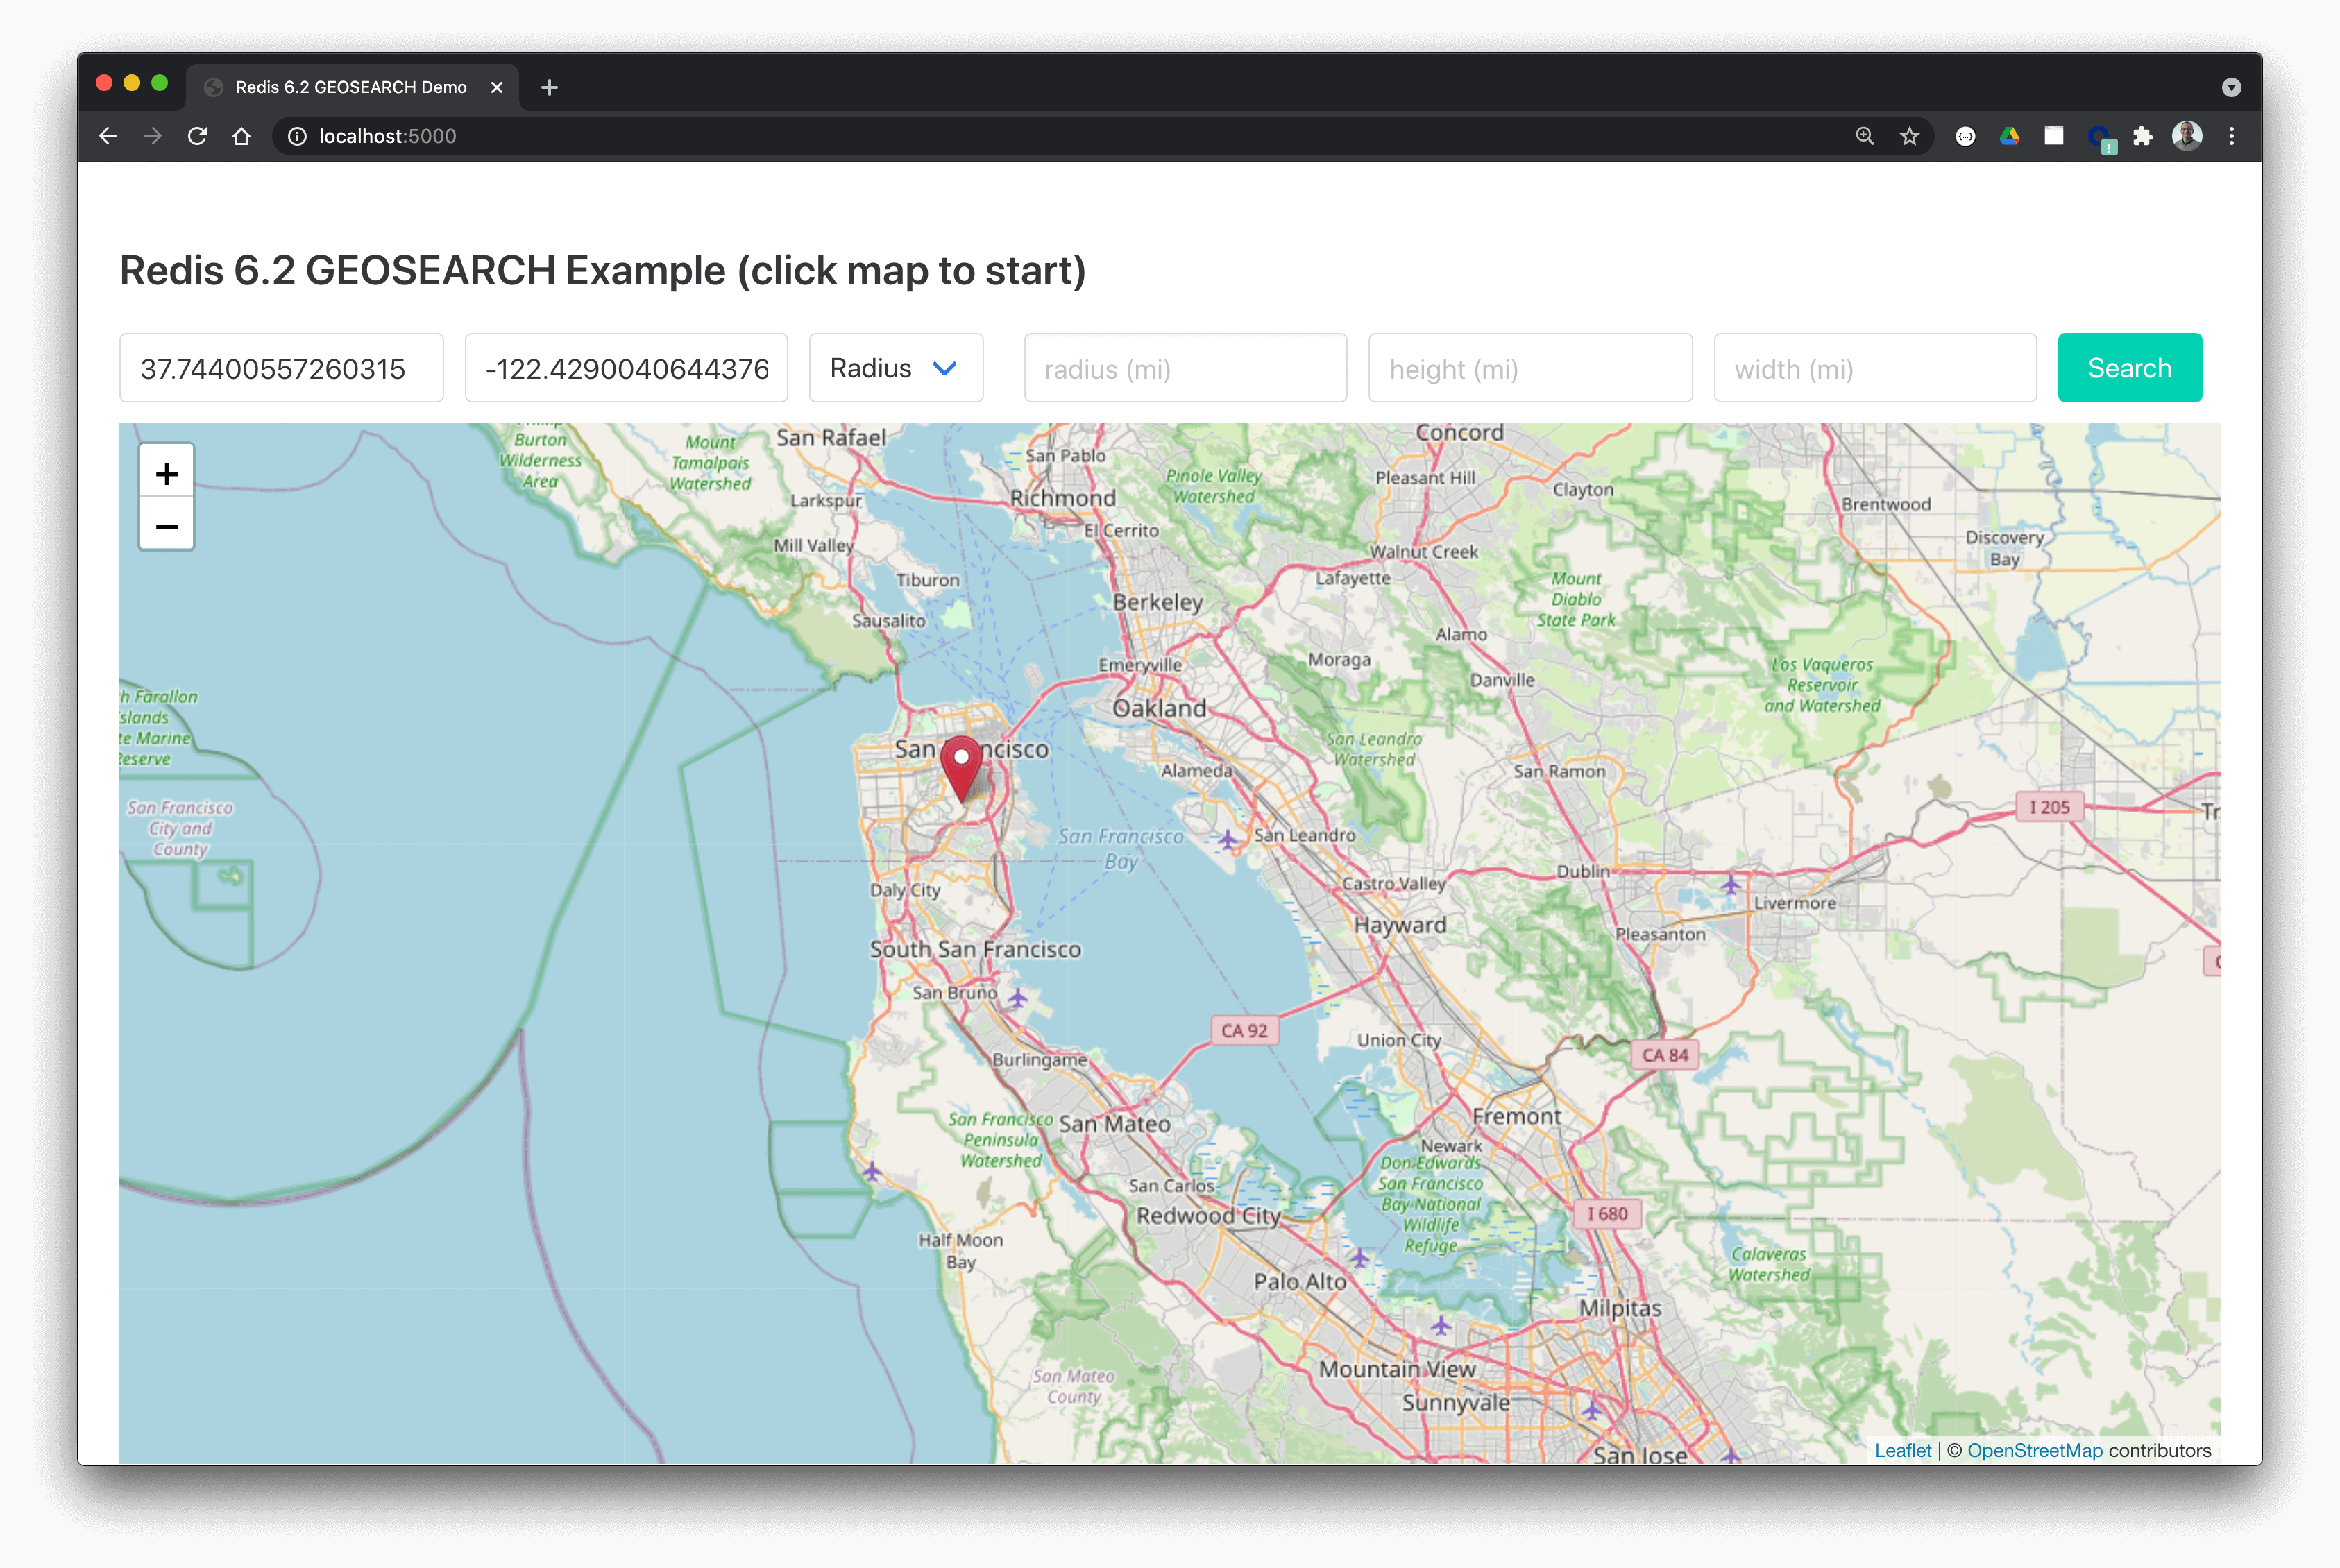 Redis 6.2 GEOSEARCH Demo
localhost:5000
Redis 6.2 GEOSEARCH Example (click map to start)
37.74400557260315
-122.4290040644376
Radius
radius (mi)
height (mi)
width (mi)
Search
+
−
Burton
Wilderness
Area
Mount
Tamalpais
Watershed
San Rafael
San Pablo
Richmond
Pinole Valley
Watershed
Concord
Pleasant Hill
Clayton
Brentwood
Larkspur
El Cerrito
Discovery
Bay
Mill Valley
Walnut Creek
Tiburon
Lafayette
Mount
Diablo
State Park
Berkeley
Sausalito
Alamo
Emeryville
Moraga
Danville
Los Vaqueros
Reservoir
and Watershed
h Farallon
slands
te Marine
Reserve
Oakland
San Leandro
Watershed
San ncisco
Alameda
San Ramon
San Francisco
City and
County
I 205
Tr
San Francisco
Bay
San Leandro
Daly City
Castro Valley
Dublin
Livermore
Hayward
Pleasanton
South San Francisco
San Bruno
CA 92
Union City
CA 84
Burlingame
San Francisco
Peninsula
Watershed
San Mateo
Fremont
Newark
Don Edwards
San Francisco
Bay National
Wildlife
Refuge
San Carlos
Redwood City
I 680
Half Moon
Bay
Calaveras
Watershed
Palo Alto
Milpitas
San Mateo
County
Mountain View
Sunnyvale
San Jose
Leaflet | © OpenStreetMap contributors